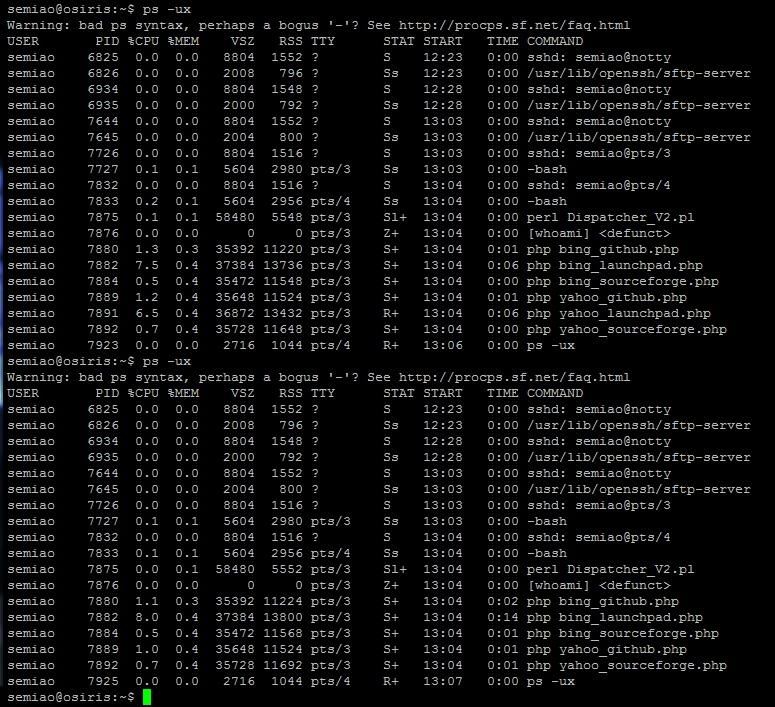 semiao@osiris:~$ ps -ux
Warning: bad ps syntax, perhaps a bogus '-'? See http://procps.sf.net/faq.html
USER       PID %CPU %MEM    VSZ   RSS TTY      STAT START   TIME COMMAND
semiao    6825  0.0  0.0   8804  1552 ?        S    12:23   0:00 sshd: semiao@notty
semiao    6826  0.0  0.0   2008   796 ?        Ss   12:23   0:00 /usr/lib/openssh/sftp-server
semiao    6934  0.0  0.0   8804  1548 ?        S    12:28   0:00 sshd: semiao@notty
semiao    6935  0.0  0.0   2000   792 ?        Ss   12:28   0:00 /usr/lib/openssh/sftp-server
semiao    7644  0.0  0.0   8804  1552 ?        S    13:03   0:00 sshd: semiao@notty
semiao    7645  0.0  0.0   2004   800 ?        Ss   13:03   0:00 /usr/lib/openssh/sftp-server
semiao    7726  0.0  0.0   8804  1516 ?        S    13:03   0:00 sshd: semiao@pts/3
semiao    7727  0.1  0.1   5604  2980 pts/3    Ss   13:03   0:00 -bash
semiao    7832  0.0  0.0   8804  1516 ?        S    13:04   0:00 sshd: semiao@pts/4
semiao    7833  0.2  0.1   5604  2956 pts/4    Ss   13:04   0:00 -bash
semiao    7875  0.1  0.1  58480  5548 pts/3    Sl+  13:04   0:00 perl Dispatcher_V2.pl
semiao    7876  0.0  0.0      0     0 pts/3    Z+   13:04   0:00 [whoami] <defunct>
semiao    7880  1.3  0.3  35392 11220 pts/3    S+   13:04   0:01 php bing_github.php
semiao    7882  7.5  0.4  37384 13736 pts/3    S+   13:04   0:06 php bing_launchpad.php
semiao    7884  0.5  0.4  35472 11548 pts/3    S+   13:04   0:00 php bing_sourceforge.php
semiao    7889  1.2  0.4  35648 11524 pts/3    S+   13:04   0:01 php yahoo_github.php
semiao    7891  6.5  0.4  36872 13432 pts/3    R+   13:04   0:06 php yahoo_launchpad.php
semiao    7892  0.7  0.4  35728 11648 pts/3    S+   13:04   0:00 php yahoo_sourceforge.php
semiao    7923  0.0  0.0   2716  1044 pts/4    R+   13:06   0:00 ps -ux
semiao@osiris:~$ ps -ux
Warning: bad ps syntax, perhaps a bogus '-'? See http://procps.sf.net/faq.html
USER       PID %CPU %MEM    VSZ   RSS TTY      STAT START   TIME COMMAND
semiao    6825  0.0  0.0   8804  1552 ?        S    12:23   0:00 sshd: semiao@notty
semiao    6826  0.0  0.0   2008   796 ?        Ss   12:23   0:00 /usr/lib/openssh/sftp-server
semiao    6934  0.0  0.0   8804  1548 ?        S    12:28   0:00 sshd: semiao@notty
semiao    6935  0.0  0.0   2000   792 ?        Ss   12:28   0:00 /usr/lib/openssh/sftp-server
semiao    7644  0.0  0.0   8804  1552 ?        S    13:03   0:00 sshd: semiao@notty
semiao    7645  0.0  0.0   2004   800 ?        Ss   13:03   0:00 /usr/lib/openssh/sftp-server
semiao    7726  0.0  0.0   8804  1516 ?        S    13:03   0:00 sshd: semiao@pts/3
semiao    7727  0.1  0.1   5604  2980 pts/3    Ss   13:03   0:00 -bash
semiao    7832  0.0  0.0   8804  1516 ?        S    13:04   0:00 sshd: semiao@pts/4
semiao    7833  0.1  0.1   5604  2956 pts/4    Ss   13:04   0:00 -bash
semiao    7875  0.0  0.1  58480  5552 pts/3    Sl+  13:04   0:00 perl Dispatcher_V2.pl
semiao    7876  0.0  0.0      0     0 pts/3    Z+   13:04   0:00 [whoami] <defunct>
semiao    7880  1.1  0.3  35392 11224 pts/3    S+   13:04   0:02 php bing_github.php
semiao    7882  8.0  0.4  37384 13800 pts/3    S+   13:04   0:14 php bing_launchpad.php
semiao    7884  0.5  0.4  35472 11568 pts/3    S+   13:04   0:01 php bing_sourceforge.php
semiao    7889  1.0  0.4  35648 11524 pts/3    S+   13:04   0:01 php yahoo_github.php
semiao    7892  0.7  0.4  35728 11692 pts/3    S+   13:04   0:01 php yahoo_sourceforge.php
semiao    7925  0.0  0.0   2716  1044 pts/4    R+   13:07   0:00 ps -ux
semiao@osiris:~$